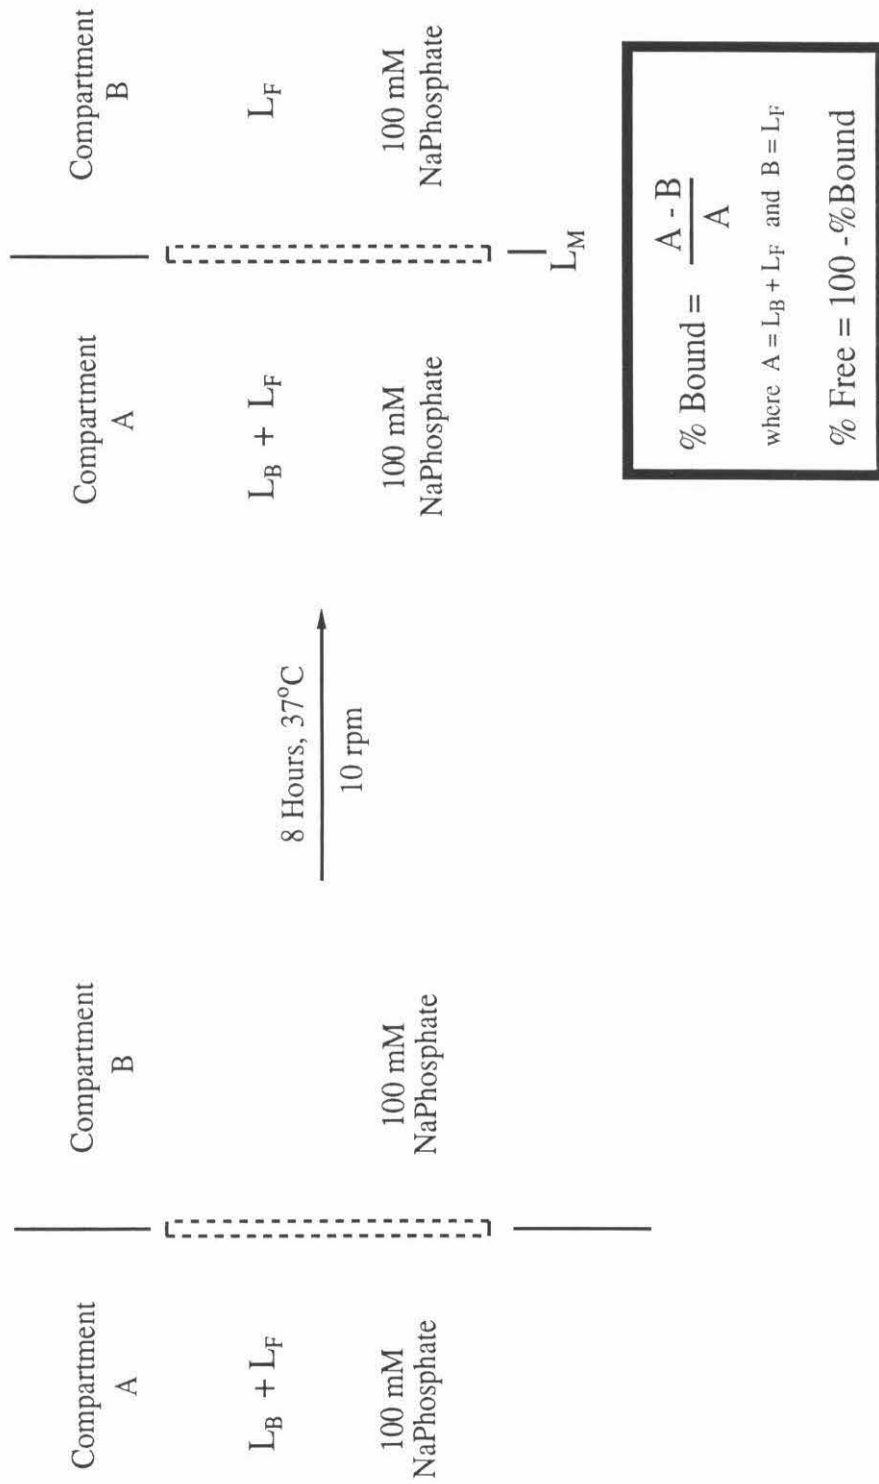 Compartment
A
L_B + L_F
100 mM
NaPhosphate
Compartment
B
100 mM
NaPhosphate
8 Hours, 37°C
10 rpm
Compartment
A
L_B + L_F
100 mM
NaPhosphate
Compartment
B
L_F
100 mM
NaPhosphate
L_M
% Bound = A - B / A
where A = L_B + L_F and B = L_F
% Free = 100 -%Bound